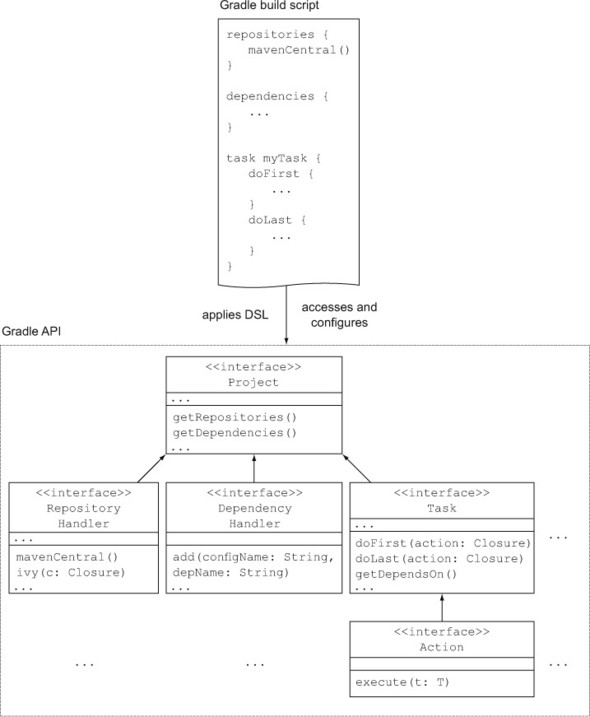 Gradle build script
repositories {
mavenCentral()
}
dependencies {
...
}
task myTask {
doFirst {
...
}
doLast {
...
}
}
applies DSL
accesses and
configures
Gradle API
<<interface>>
Project
...
getRepositories()
getDependencies()
...
<<interface>>
Repository
Handler
...
mavenCentral()
ivy(c: Closure)
...
<<interface>>
Dependency
Handler
...
add(configName: String,
depName: String)
...
<<interface>>
Task
...
doFirst(action: Closure)
doLast(action: Closure)
getDependsOn()
...
...
...
...
<<interface>>
Action
execute(t: T)
...